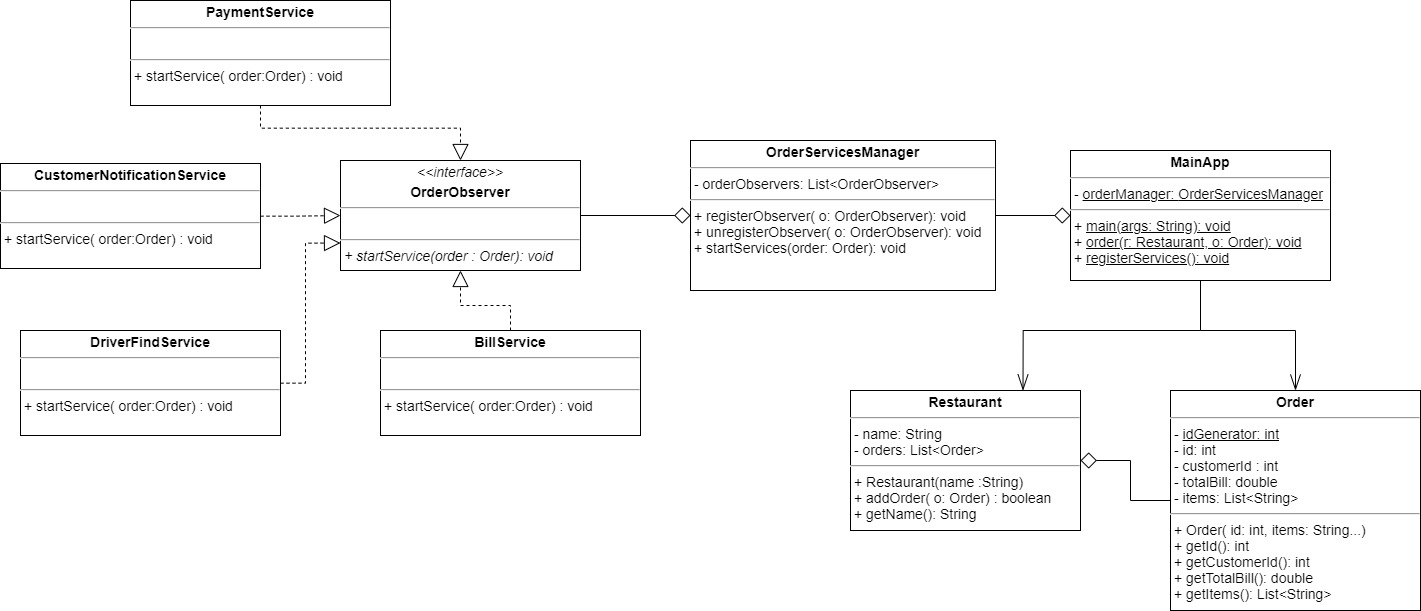 PaymentService
+ startService( order:Order) : void
CustomerNotificationService
+ startService( order:Order) : void
<<interface>>
OrderObserver
+ startService(order : Order): void
DriverFindService
+ startService( order:Order) : void
BillService
+ startService( order:Order) : void
OrderServicesManager
- orderObservers: List<OrderObserver>
+ registerObserver( o: OrderObserver): void
+ unregisterObserver( o: OrderObserver): void
+ startServices(order: Order): void
MainApp
- orderManager: OrderServicesManager
+ main(args: String): void
+ order(r: Restaurant, o: Order): void
+ registerServices(): void
Restaurant
- name: String
- orders: List<Order>
+ Restaurant(name :String)
+ addOrder( o: Order) : boolean
+ getName(): String
Order
- idGenerator: int
- id: int
- customerId : int
- totalBill: double
- items: List<String>
+ Order( id: int, items: String...)
+ getId(): int
+ getCustomerId(): int
+ getTotalBill(): double
+ getItems(): List<String>